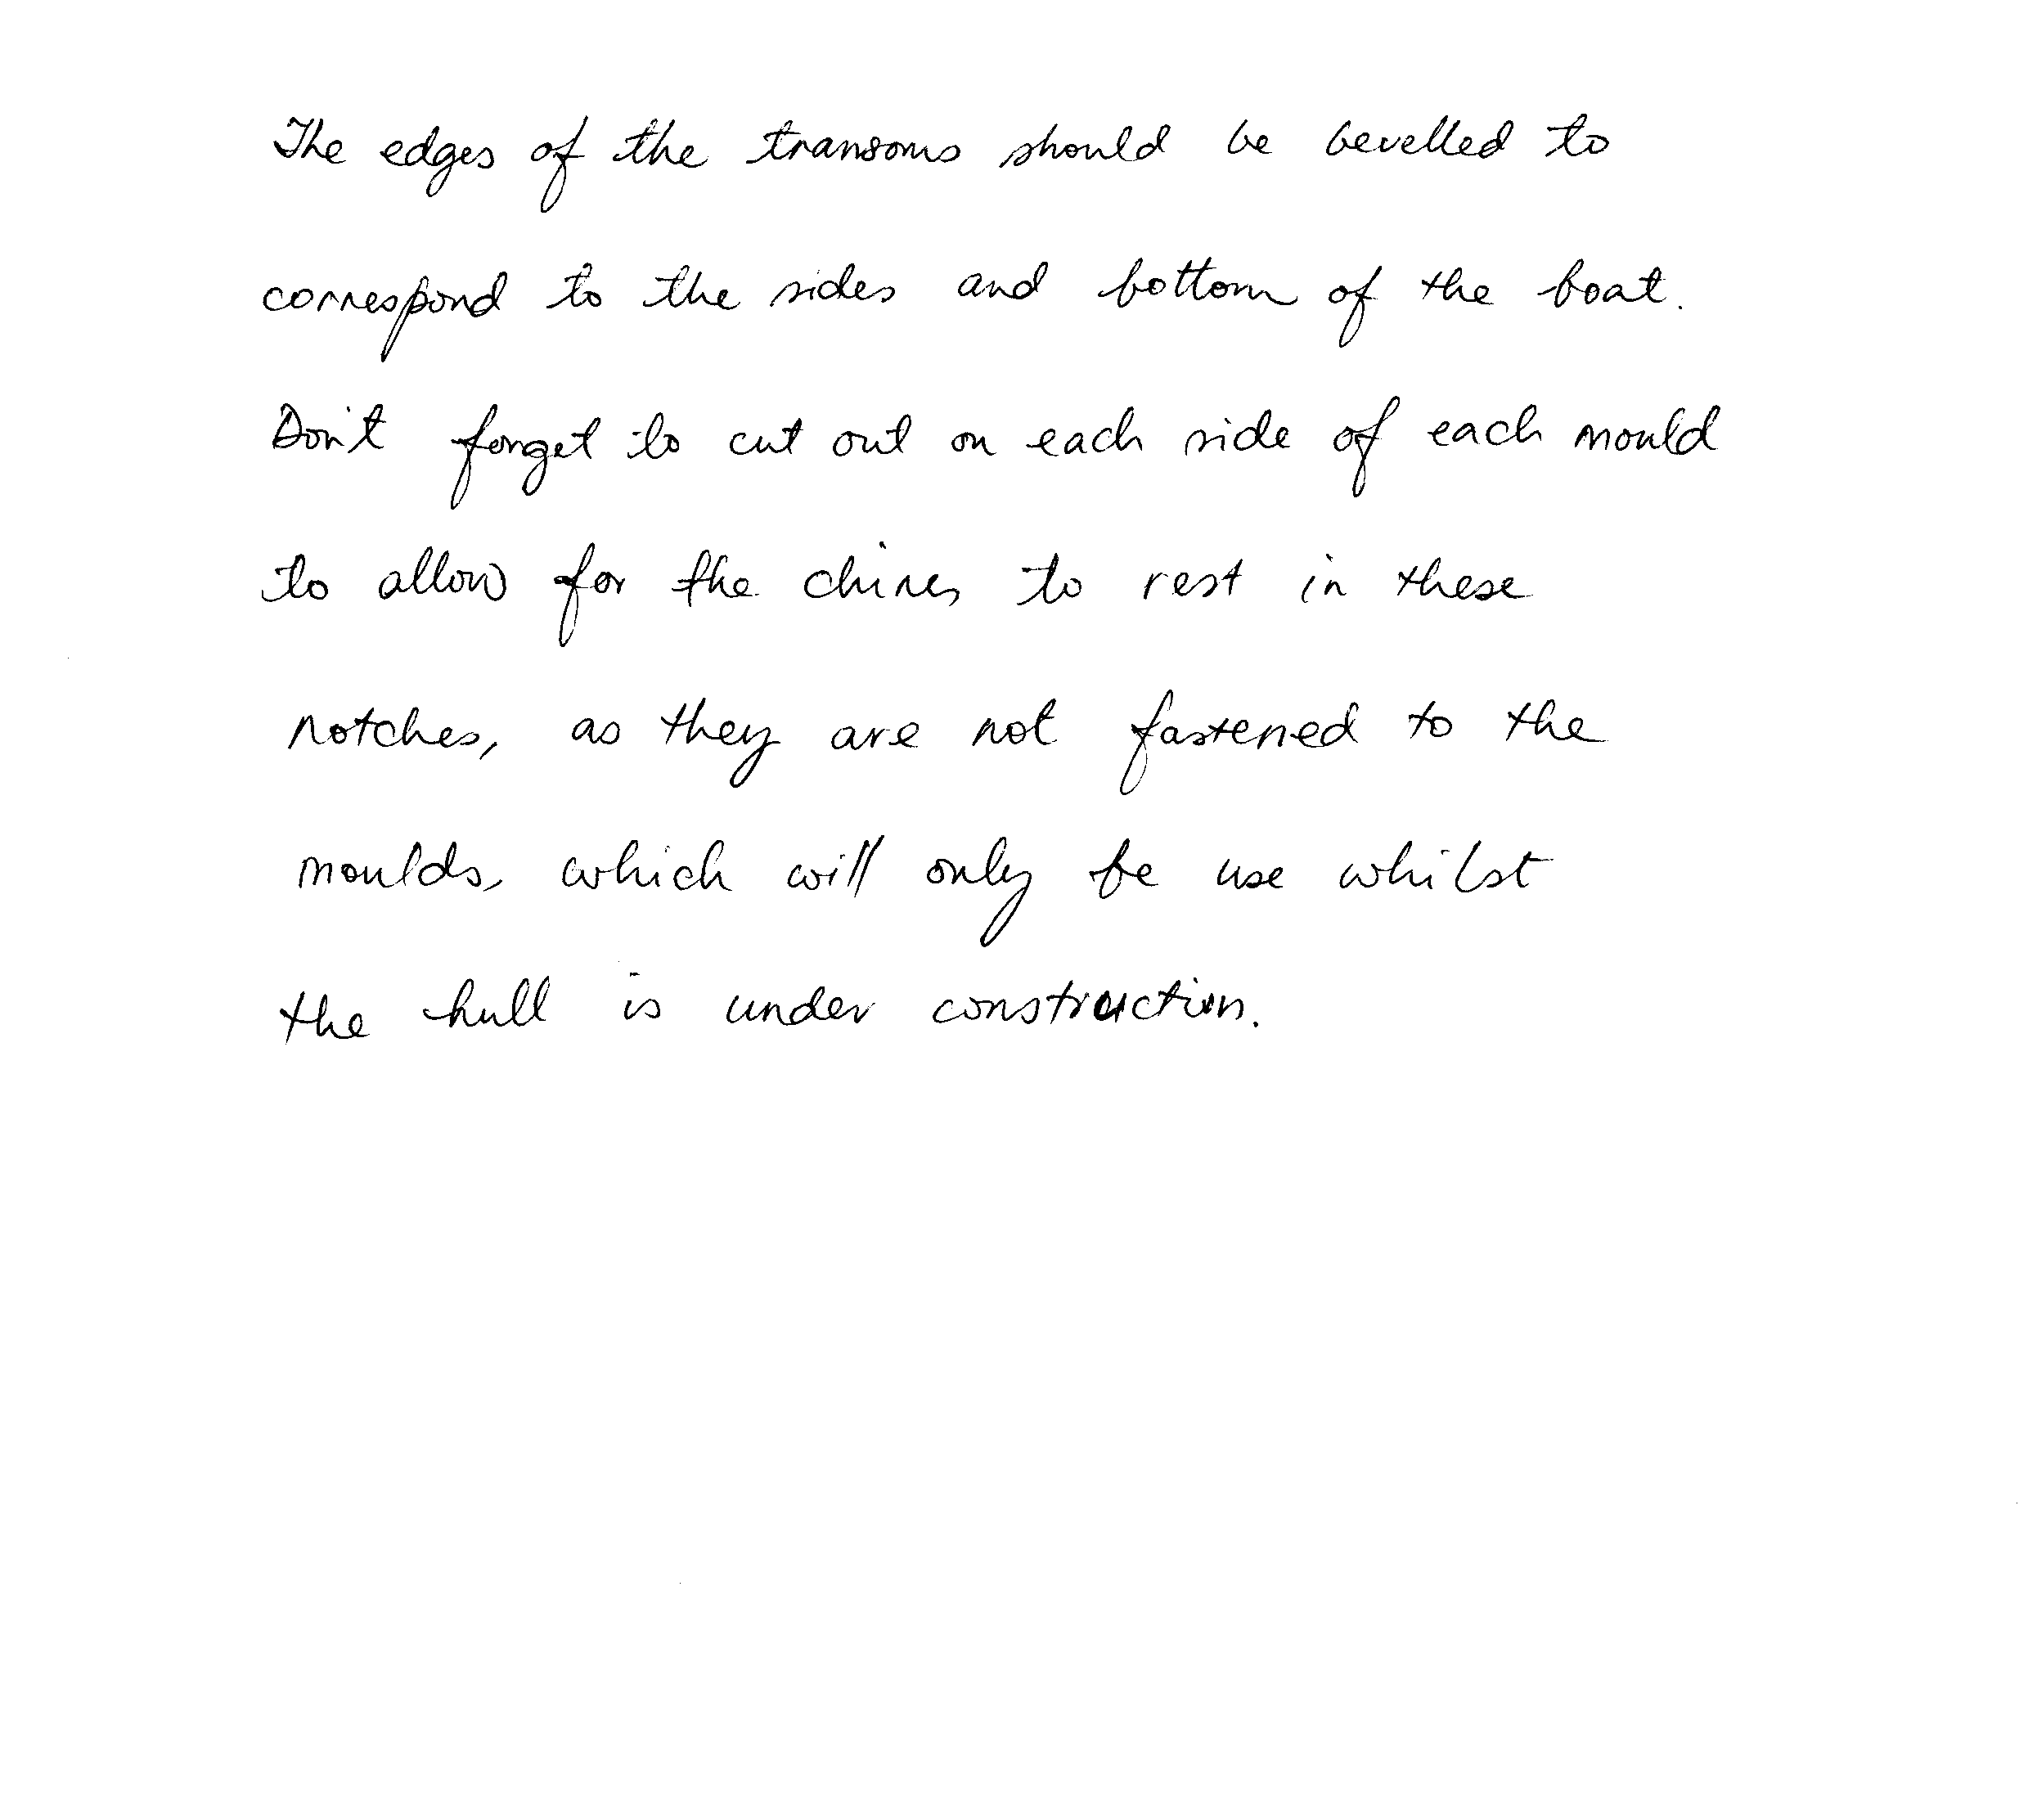 The edges of the transoms should be bevelled to
correspond to the sides and bottom of the boat.
Don't forget to cut out on each side of each mould
to allow for the chines to rest in these
notches, as they are not fastened to the
moulds, which will only be use whilst
the hull is under construction.